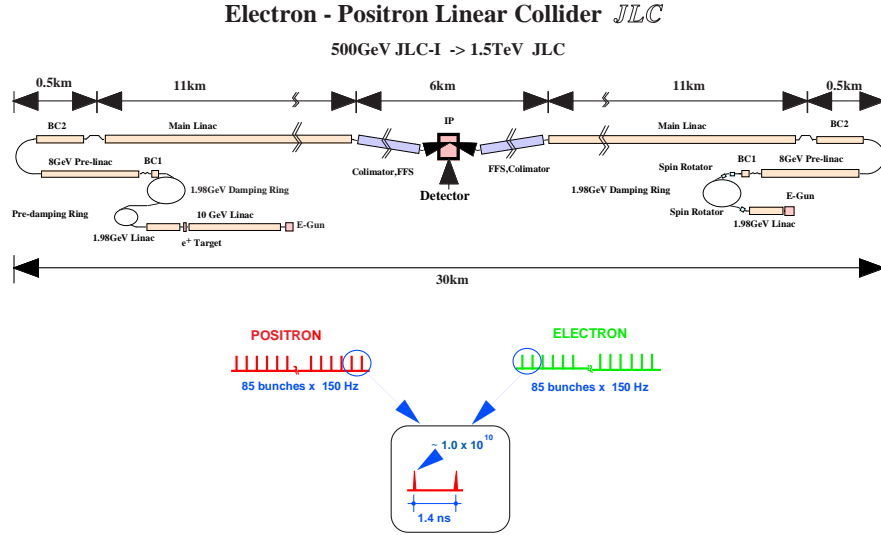 Electron - Positron Linear Collider JLC
500GeV JLC-I -> 1.5TeV JLC
0.5km 11km 6km 11km 0.5km
IP
BC2 Main Linac Main Linac BC2
8GeV Pre-linac BC1 Colimator,FFS FFS,Colimator Spin Rotator BC1 8GeV Pre-linac
1.98GeV Damping Ring Detector 1.98GeV Damping Ring
Pre-damping Ring 10 GeV Linac E-Gun Spin Rotator E-Gun
1.98GeV Linac e+ Target 1.98GeV Linac
30km
POSITRON ELECTRON
85 bunches x 150 Hz 85 bunches x 150 Hz
~ 1.0 x 10^10
1.4 ns